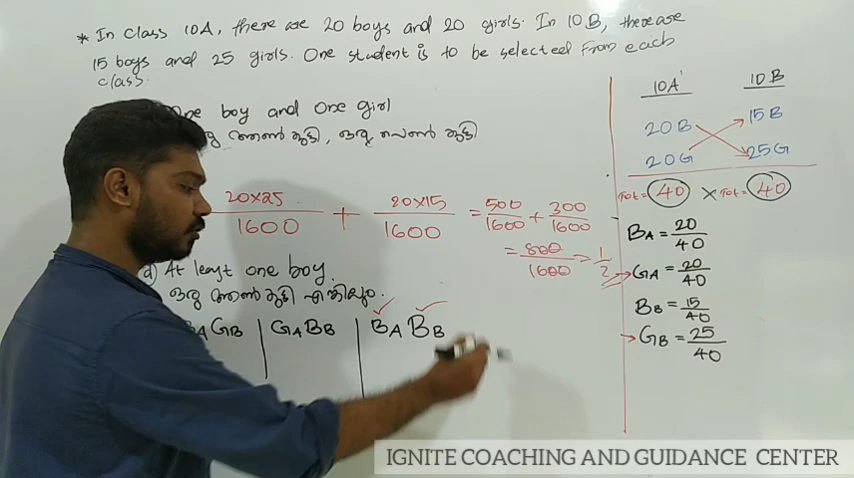 * In class 10A, there are 20 boys and 20 girls. In 10B, there are
15 boys and 25 girls. One student is to be selected from each
class.
One boy and one girl
ആൺ കുട്ടി, ഒരു പെൺ കുട്ടി
20×25/1600 + 20×15/1600 = 500/1600 + 300/1600
= 800/1600 = 1/2
d) At least one boy.
ഒരു ആൺ കുട്ടി എങ്കിലും.
BA GB | GA BB | BA BB
10A 10B
20B 15B
20G 25G
Tot = 40 × Tot = 40
BA = 20/40
GA = 20/40
BB = 15/40
GB = 25/40
IGNITE COACHING AND GUIDANCE CENTER